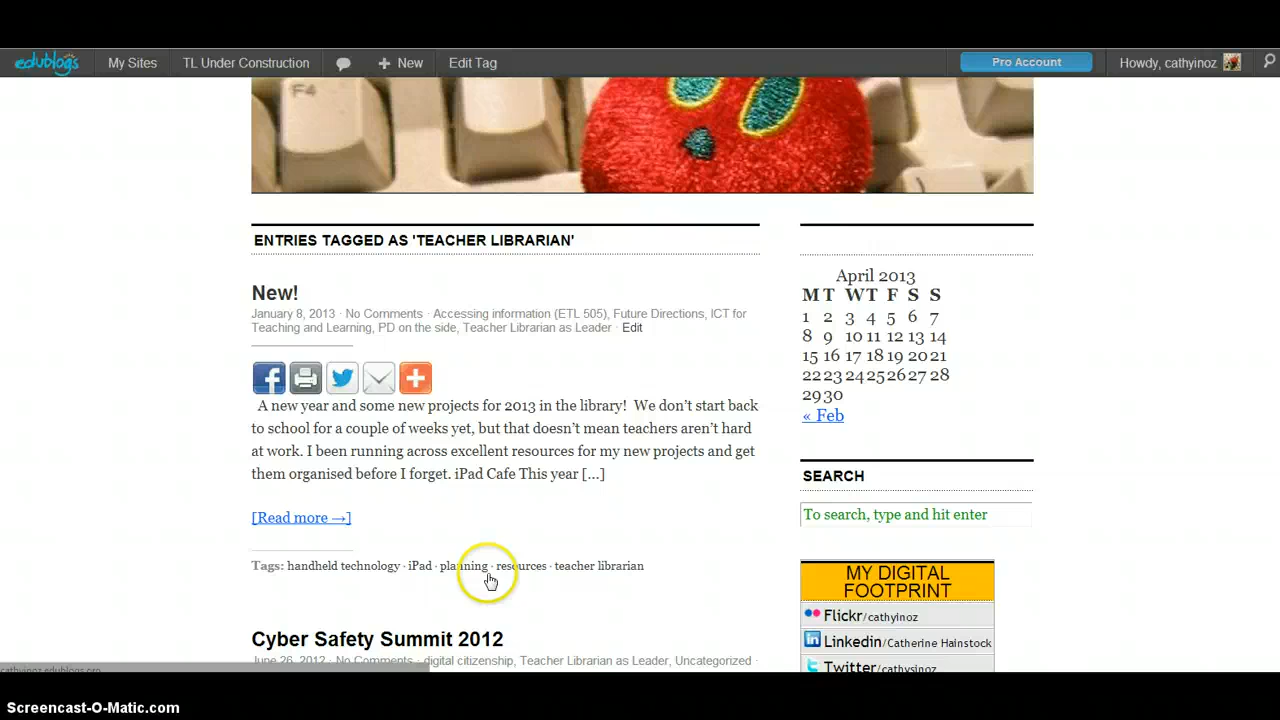 edublogs My Sites TL Under Construction New Edit Tag Pro Account Howdy, cathyinoz
F4
ENTRIES TAGGED AS 'TEACHER LIBRARIAN'
New!
January 8, 2013 · No Comments · Accessing information (ETL 505), Future Directions, ICT for
Teaching and Learning, PD on the side, Teacher Librarian as Leader · Edit
A new year and some new projects for 2013 in the library! We don't start back
to school for a couple of weeks yet, but that doesn't mean teachers aren't hard
at work. I been running across excellent resources for my new projects and get
them organised before I forget. iPad Cafe This year [...]
[Read more →]
Tags: handheld technology · iPad · planning · resources · teacher librarian
Cyber Safety Summit 2012
June 26, 2012 · No Comments · digital citizenship, Teacher Librarian as Leader, Uncategorized ·
April 2013
M T W T F S S
1 2 3 4 5 6 7
8 9 10 11 12 13 14
15 16 17 18 19 20 21
22 23 24 25 26 27 28
29 30
« Feb
SEARCH
To search, type and hit enter
MY DIGITAL
FOOTPRINT
Flickr/cathyinoz
Linkedin/Catherine Hainstock
Twitter/cathysinoz
cathyinoz.edublogs.org
Screencast-O-Matic.com